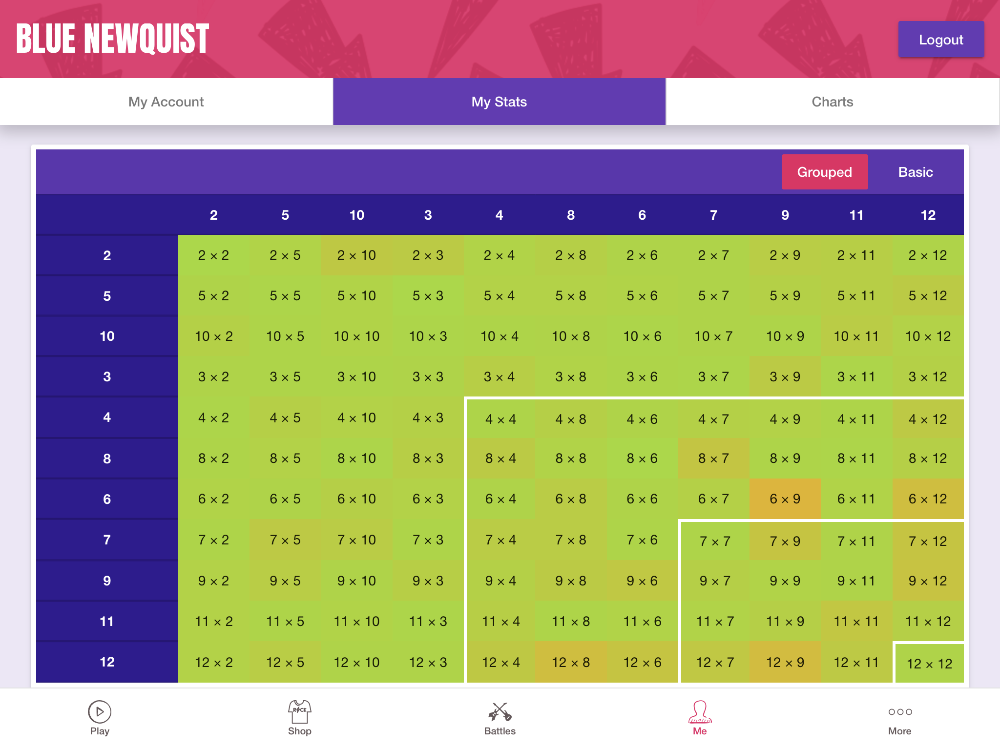 BLUE NEWQUIST
Logout
My Account My Stats Charts
Grouped Basic
2 5 10 3 4 8 6 7 9 11 12
2 2 × 2 2 × 5 2 × 10 2 × 3 2 × 4 2 × 8 2 × 6 2 × 7 2 × 9 2 × 11 2 × 12
5 5 × 2 5 × 5 5 × 10 5 × 3 5 × 4 5 × 8 5 × 6 5 × 7 5 × 9 5 × 11 5 × 12
10 10 × 2 10 × 5 10 × 10 10 × 3 10 × 4 10 × 8 10 × 6 10 × 7 10 × 9 10 × 11 10 × 12
3 3 × 2 3 × 5 3 × 10 3 × 3 3 × 4 3 × 8 3 × 6 3 × 7 3 × 9 3 × 11 3 × 12
4 4 × 2 4 × 5 4 × 10 4 × 3 4 × 4 4 × 8 4 × 6 4 × 7 4 × 9 4 × 11 4 × 12
8 8 × 2 8 × 5 8 × 10 8 × 3 8 × 4 8 × 8 8 × 6 8 × 7 8 × 9 8 × 11 8 × 12
6 6 × 2 6 × 5 6 × 10 6 × 3 6 × 4 6 × 8 6 × 6 6 × 7 6 × 9 6 × 11 6 × 12
7 7 × 2 7 × 5 7 × 10 7 × 3 7 × 4 7 × 8 7 × 6 7 × 7 7 × 9 7 × 11 7 × 12
9 9 × 2 9 × 5 9 × 10 9 × 3 9 × 4 9 × 8 9 × 6 9 × 7 9 × 9 9 × 11 9 × 12
11 11 × 2 11 × 5 11 × 10 11 × 3 11 × 4 11 × 8 11 × 6 11 × 7 11 × 9 11 × 11 11 × 12
12 12 × 2 12 × 5 12 × 10 12 × 3 12 × 4 12 × 8 12 × 6 12 × 7 12 × 9 12 × 11 12 × 12
ROCK
Play Shop Battles Me More